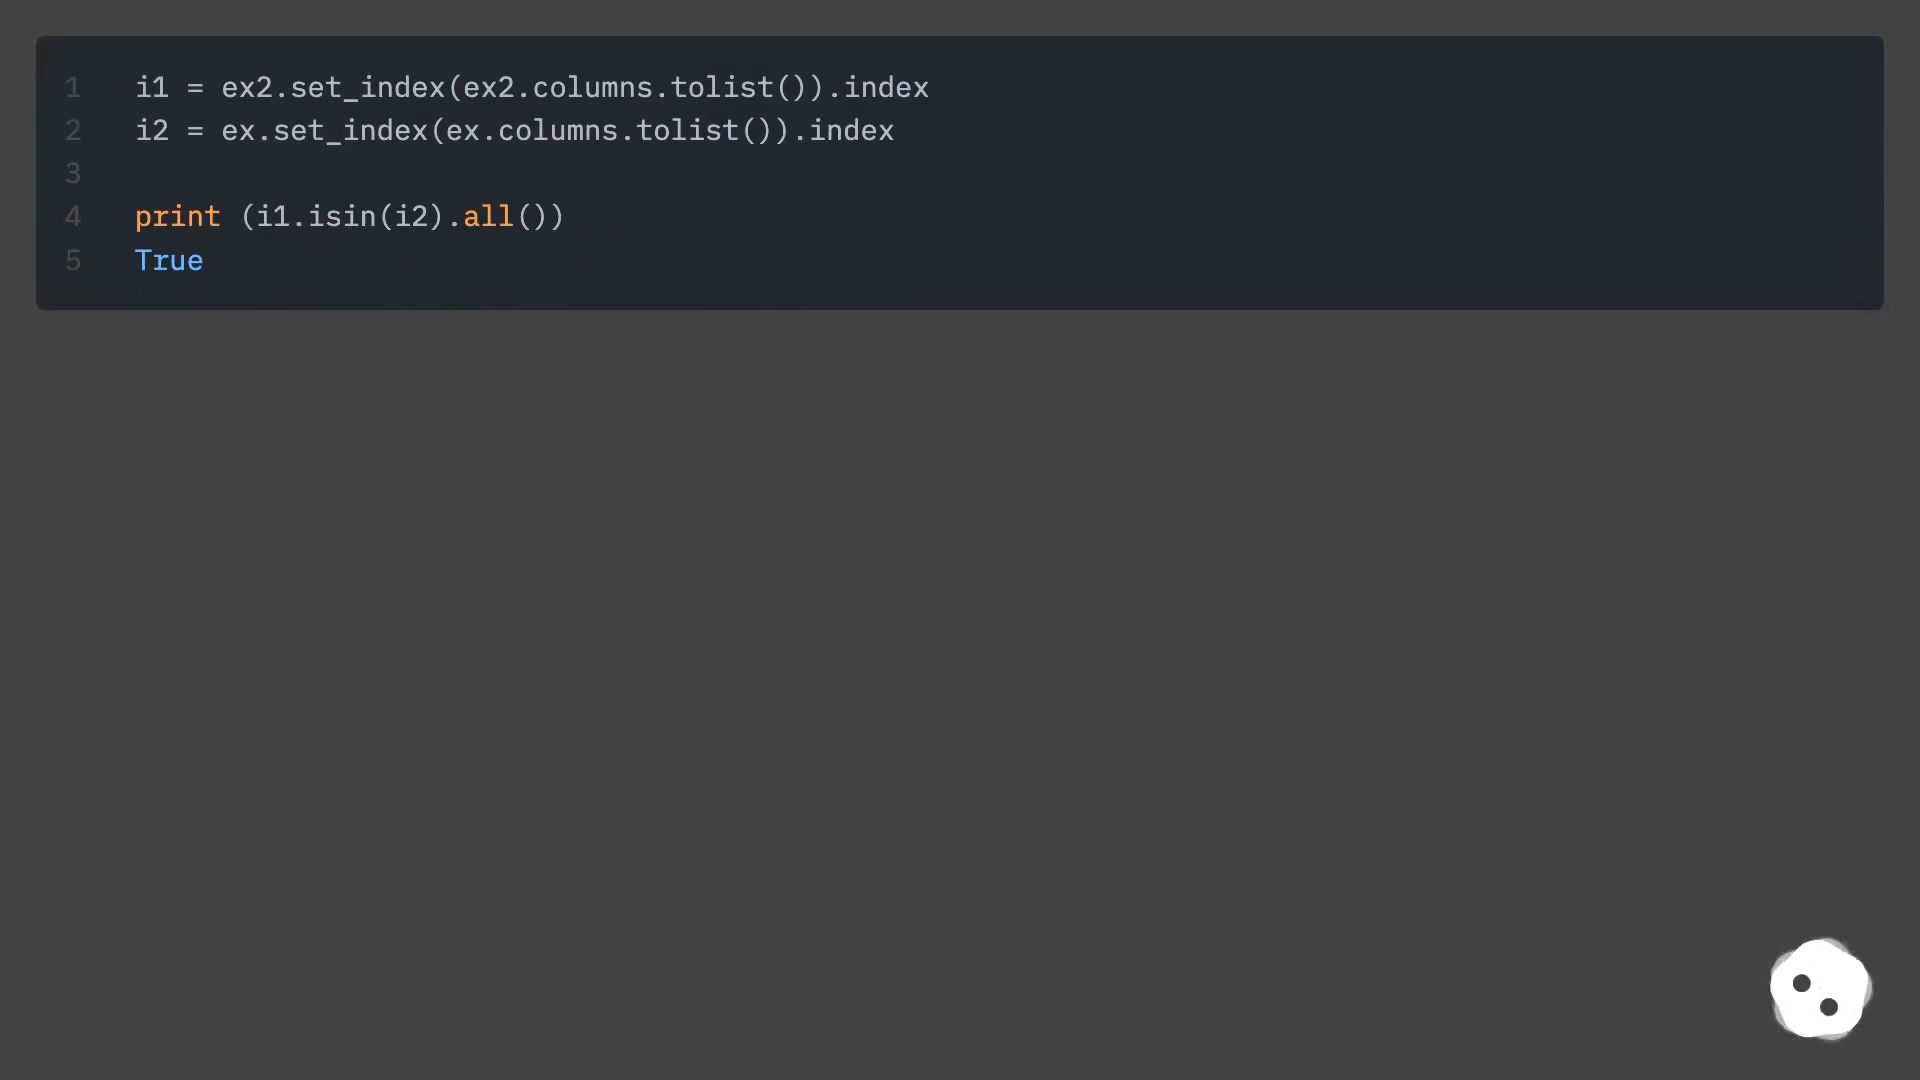 1 i1 = ex2.set_index(ex2.columns.tolist()).index
2 i2 = ex.set_index(ex.columns.tolist()).index
3
4 print (i1.isin(i2).all())
5 True